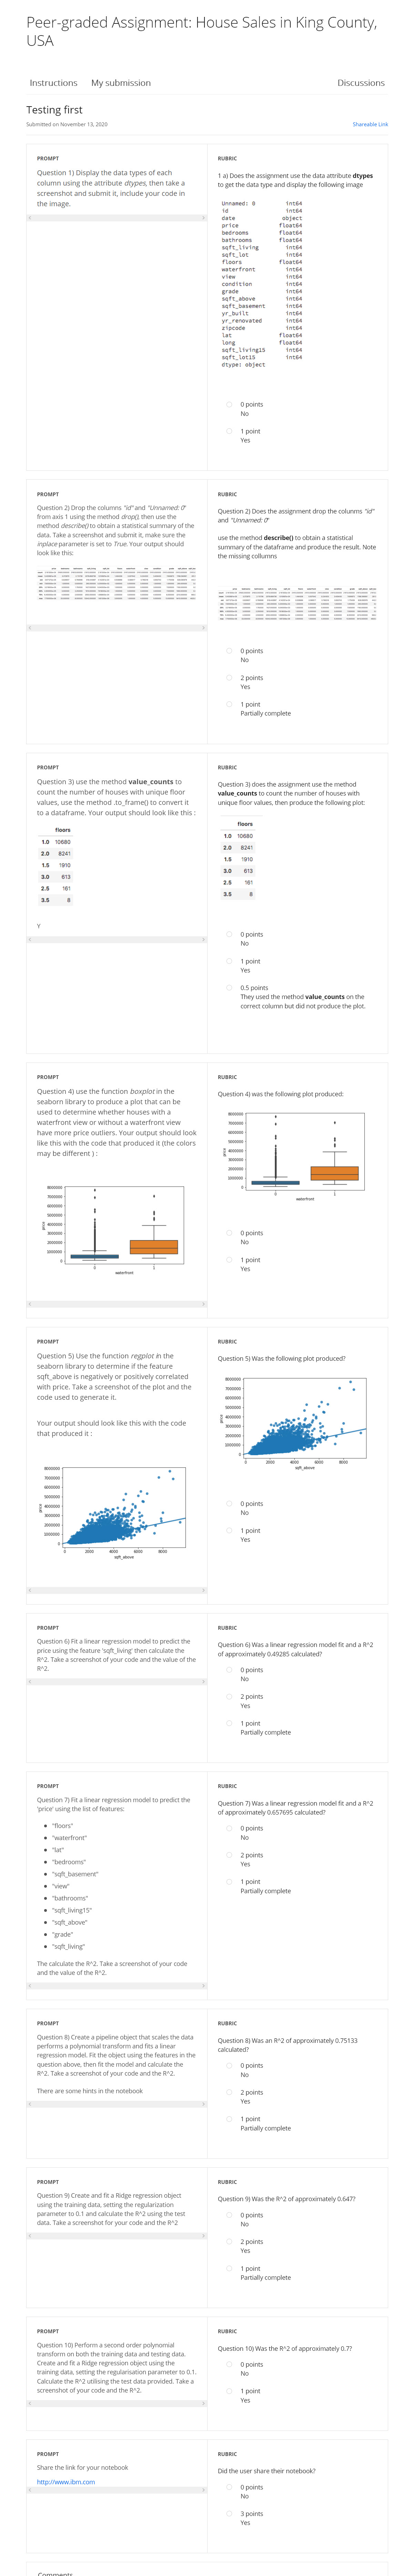 Peer-graded Assignment: House Sales in King County,
USA
Instructions
My submission
Discussions
Testing first
Submitted on November 13, 2020
Shareable Link
PROMPT
Question 1) Display the data types of each
column using the attribute dtypes, then take a
screenshot and submit it, include your code in
the image.
RUBRIC
1 a) Does the assignment use the data attribute dtypes
to get the data type and display the following image
Unnamed: 0 int64
id int64
date object
price float64
bedrooms float64
bathrooms float64
sqft_living int64
sqft_lot int64
floors float64
waterfront int64
view int64
condition int64
grade int64
sqft_above int64
sqft_basement int64
yr_built int64
yr_renovated int64
zipcode int64
lat float64
long float64
sqft_living15 int64
sqft_lot15 int64
dtype: object
0 points
No
1 point
Yes
PROMPT
Question 2) Drop the columns "id" and "Unnamed: 0"
from axis 1 using the method drop(), then use the
method describe() to obtain a statistical summary of the
data. Take a screenshot and submit it, make sure the
inplace parameter is set to True. Your output should
look like this:
RUBRIC
Question 2) Does the assignment drop the columns "id"
and "Unnamed: 0"
use the method describe() to obtain a statistical
summary of the dataframe and produce the result. Note
the missing collumns
0 points
No
2 points
Yes
1 point
Partially complete
PROMPT
Question 3) use the method value_counts to
count the number of houses with unique floor
values, use the method .to_frame() to convert it
to a dataframe. Your output should look like this :
floors
1.0 10680
2.0 8241
1.5 1910
3.0 613
2.5 161
3.5 8
Y
RUBRIC
Question 3) does the assignment use the method
value_counts to count the number of houses with
unique floor values, then produce the following plot:
floors
1.0 10680
2.0 8241
1.5 1910
3.0 613
2.5 161
3.5 8
0 points
No
1 point
Yes
0.5 points
They used the method value_counts on the
correct column but did not produce the plot.
PROMPT
Question 4) use the function boxplot in the
seaborn library to produce a plot that can be
used to determine whether houses with a
waterfront view or without a waterfront view
have more price outliers. Your output should look
like this with the code that produced it (the colors
may be different ) :
8000000
7000000
6000000
5000000
4000000
3000000
2000000
1000000
0
price
0 1
waterfront
RUBRIC
Question 4) was the following plot produced:
8000000
7000000
6000000
5000000
4000000
3000000
2000000
1000000
0
price
0 1
waterfront
0 points
No
1 point
Yes
PROMPT
Question 5) Use the function regplot in the
seaborn library to determine if the feature
sqft_above is negatively or positively correlated
with price. Take a screenshot of the plot and the
code used to generate it.
Your output should look like this with the code
that produced it :
8000000
7000000
6000000
5000000
4000000
3000000
2000000
1000000
0
price
0 2000 4000 6000 8000
sqft_above
RUBRIC
Question 5) Was the following plot produced?
8000000
7000000
6000000
5000000
4000000
3000000
2000000
1000000
0
price
0 2000 4000 6000 8000
sqft_above
0 points
No
1 point
Yes
PROMPT
Question 6) Fit a linear regression model to predict the
price using the feature 'sqft_living' then calculate the
R^2. Take a screenshot of your code and the value of the
R^2.
RUBRIC
Question 6) Was a linear regression model fit and a R^2
of approximately 0.49285 calculated?
0 points
No
2 points
Yes
1 point
Partially complete
PROMPT
Question 7) Fit a linear regression model to predict the
'price' using the list of features:
"floors"
"waterfront"
"lat"
"bedrooms"
"sqft_basement"
"view"
"bathrooms"
"sqft_living15"
"sqft_above"
"grade"
"sqft_living"
The calculate the R^2. Take a screenshot of your code
and the value of the R^2.
RUBRIC
Question 7) Was a linear regression model fit and a R^2
of approximately 0.657695 calculated?
0 points
No
2 points
Yes
1 point
Partially complete
PROMPT
Question 8) Create a pipeline object that scales the data
performs a polynomial transform and fits a linear
regression model. Fit the object using the features in the
question above, then fit the model and calculate the
R^2. Take a screenshot of your code and the R^2.
There are some hints in the notebook
RUBRIC
Question 8) Was an R^2 of approximately 0.75133
calculated?
0 points
No
2 points
Yes
1 point
Partially complete
PROMPT
Question 9) Create and fit a Ridge regression object
using the training data, setting the regularization
parameter to 0.1 and calculate the R^2 using the test
data. Take a screenshot for your code and the R^2
RUBRIC
Question 9) Was the R^2 of approximately 0.647?
0 points
No
2 points
Yes
1 point
Partially complete
PROMPT
Question 10) Perform a second order polynomial
transform on both the training data and testing data.
Create and fit a Ridge regression object using the
training data, setting the regularisation parameter to 0.1.
Calculate the R^2 utilising the test data provided. Take a
screenshot of your code and the R^2.
RUBRIC
Question 10) Was the R^2 of approximately 0.7?
0 points
No
1 point
Yes
PROMPT
Share the link for your notebook
http://www.ibm.com
RUBRIC
Did the user share their notebook?
0 points
No
3 points
Yes
Comments